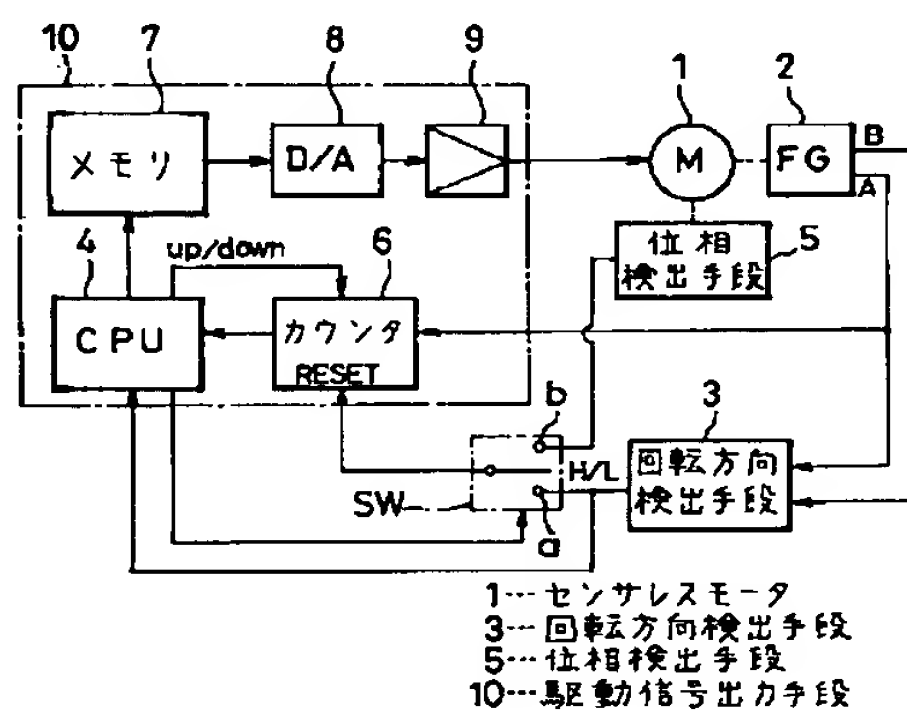 10
7
8
9
1
2
メモリ
D/A
M
FG
B
A
4
up/down
6
位相
検出手段
5
CPU
カウンタ
RESET
b
3
H/L
回転方向
検出手段
SW
a
1…センサレスモータ
3…回転方向検出手段
5…位相検出手段
10…駆動信号出力手段